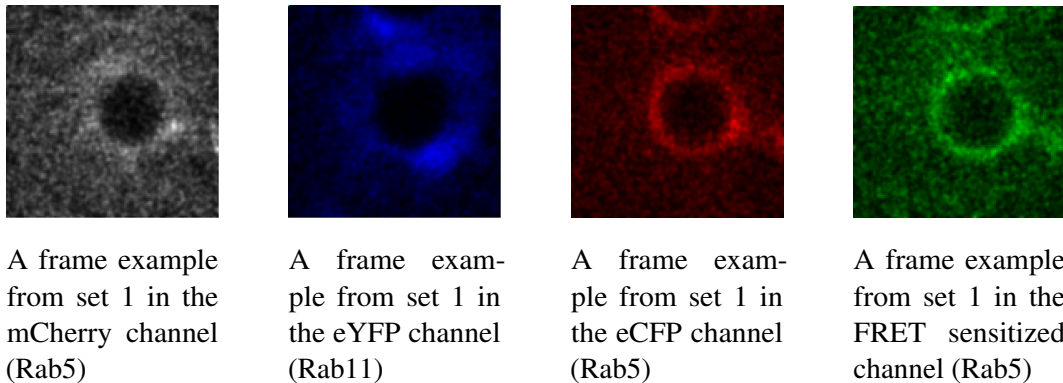 A frame example
from set 1 in the
mCherry channel
(Rab5)
A frame exam-
ple from set 1 in
the eYFP channel
(Rab11)
A frame exam-
ple from set 1 in
the eCFP channel
(Rab5)
A frame example
from set 1 in the
FRET sensitized
channel (Rab5)